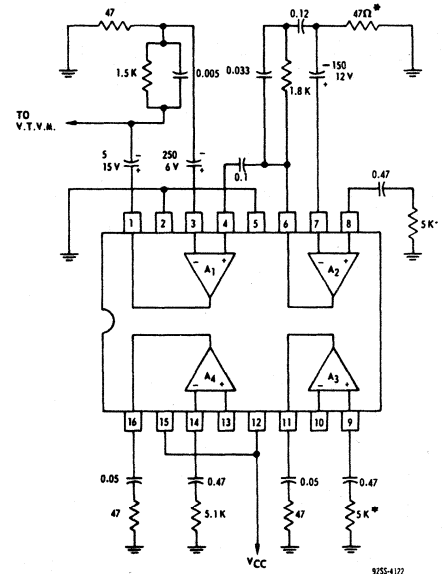 47
0.12
47Ω*
1.5K
0.005
0.033
1.8K
-150
12V
+
TO
V.T.V.M.
5
15V
-
+
250
6V
-
+
0.1
0.47
5K
1
2
3
4
5
6
7
8
- +
A1
- +
A2
A4
- +
A3
- +
16
15
14
13
12
11
10
9
0.05
0.47
0.05
0.47
47
5.1K
47
5K*
VCC
92SS-4122